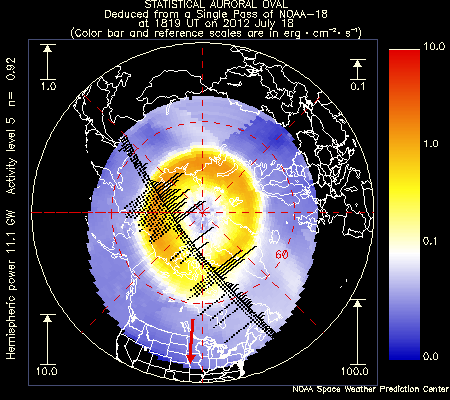 STATISTICAL AURORAL OVAL
Deduced from a Single Pass of NOAA-18
at 1819 UT on 2012 July 18
(Color bar and reference scales are in erg · cm⁻² · s⁻¹)
1.0
0.1
10.0
1.0
0.1
0.0
60
10.0
100.0
Hemispheric power 11.1 GW Activity level 5 n= 0.92
NOAA Space Weather Prediction Center